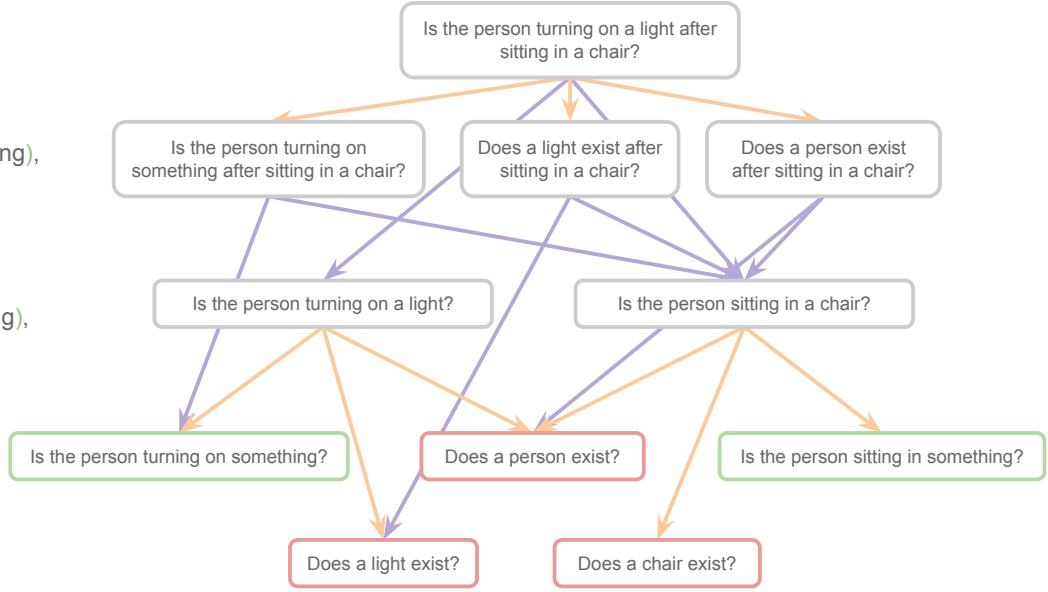 Is the person turning on a light after
sitting in a chair?
ng),
Is the person turning on
something after sitting in a chair?
Does a light exist after
sitting in a chair?
Does a person exist
after sitting in a chair?
Is the person turning on a light?
Is the person sitting in a chair?
g),
Is the person turning on something?
Does a person exist?
Is the person sitting in something?
Does a light exist?
Does a chair exist?